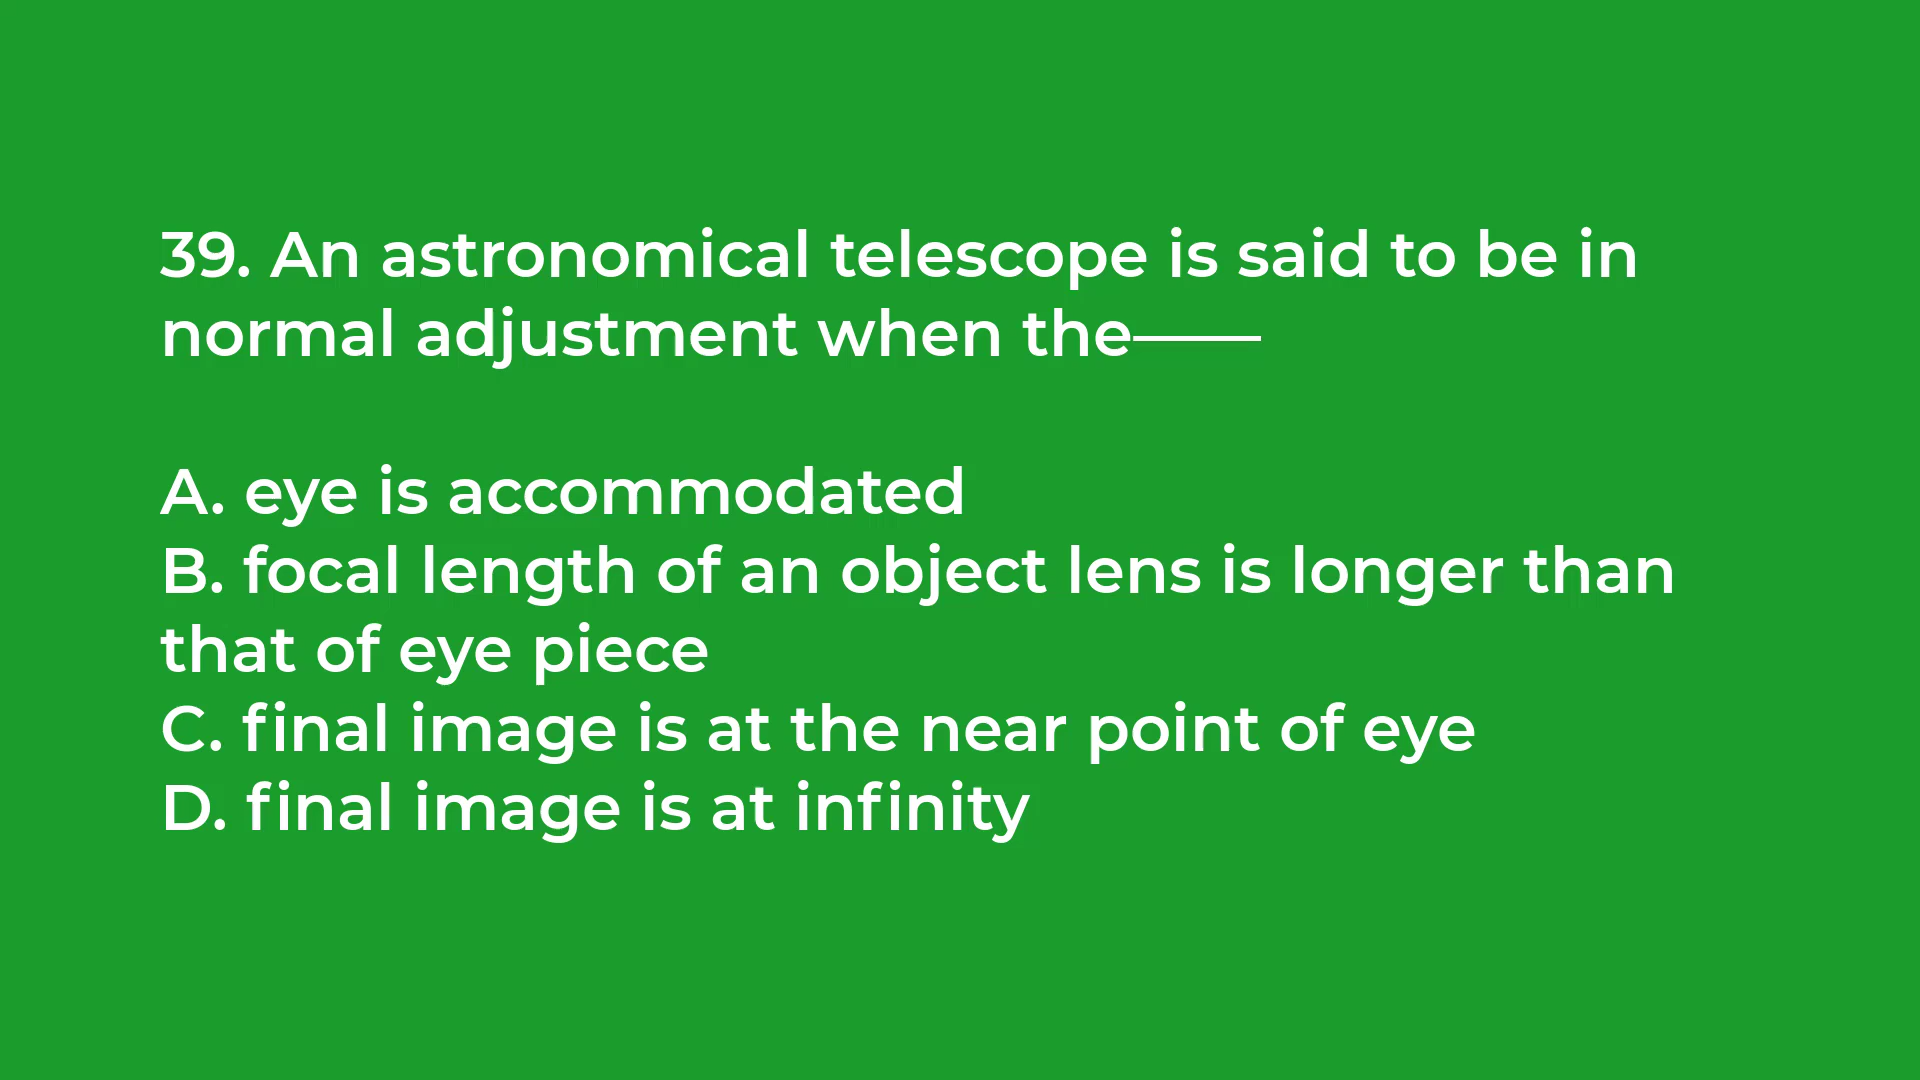 39. An astronomical telescope is said to be in
normal adjustment when the——
A. eye is accommodated
B. focal length of an object lens is longer than
that of eye piece
C. final image is at the near point of eye
D. final image is at infinity